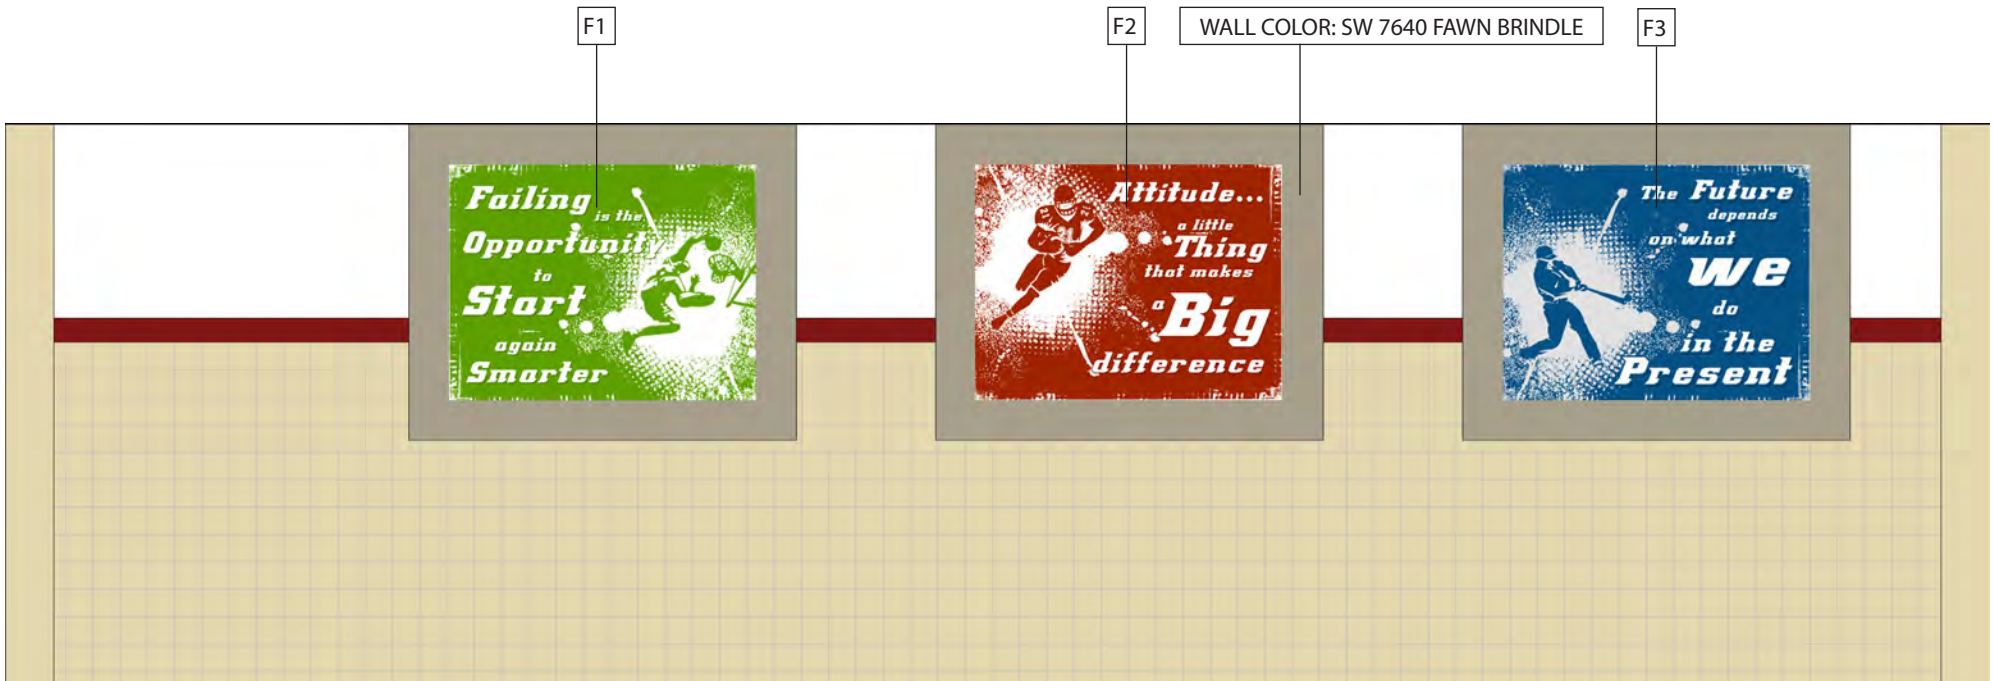 F1
F2
WALL COLOR: SW 7640 FAWN BRINDLE
F3
Failing
is the
Opportunity
to
Start
again
Smarter
Attitude...
a little
Thing
that makes
a Big
difference
The Future
depends
on what
we
do
in the
Present